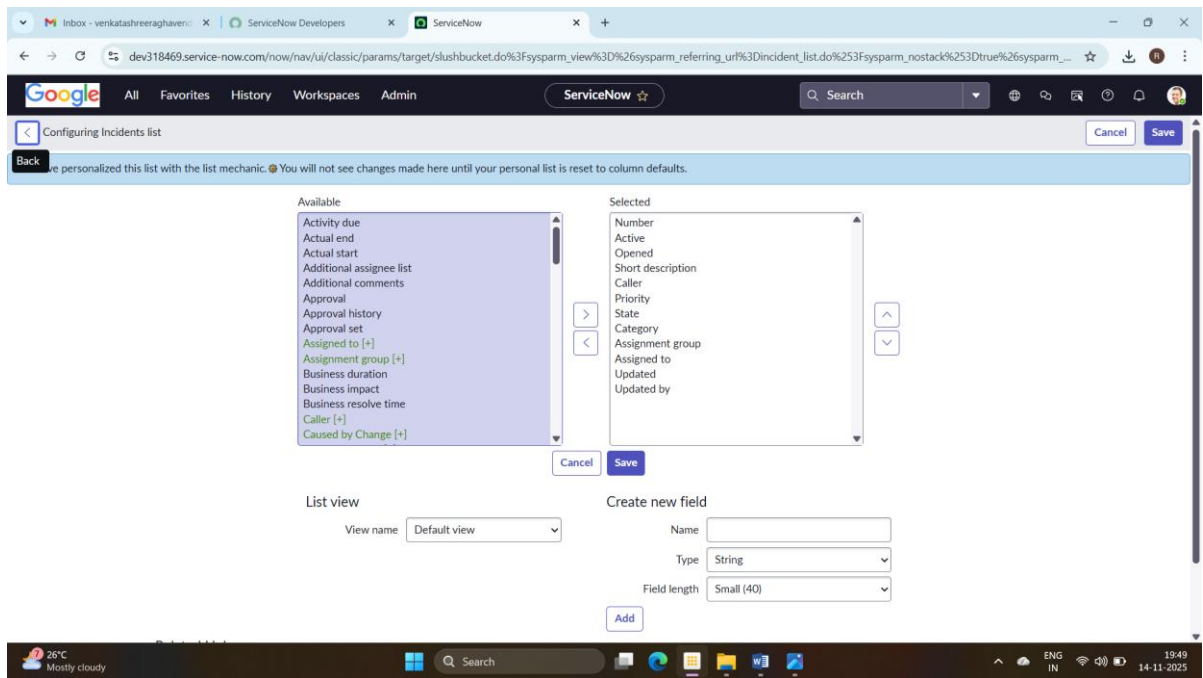 Inbox - venkatashreeraghavend
ServiceNow Developers
ServiceNow
dev318469.service-now.com/now/nav/ui/classic/params/target/slushbucket.do%3Fsysparm_view%3D%26sysparm_referring_url%3Dincident_list.do%253Fsysparm_nostack%253Dtrue%26sysparm_...
R
Google All Favorites History Workspaces Admin ServiceNow Search
Configuring Incidents list Cancel Save
Back
ve personalized this list with the list mechanic. You will not see changes made here until your personal list is reset to column defaults.
Available
Activity due
Actual end
Actual start
Additional assignee list
Additional comments
Approval
Approval history
Approval set
Assigned to [+]
Assignment group [+]
Business duration
Business impact
Business resolve time
Caller [+]
Caused by Change [+]
Selected
Number
Active
Opened
Short description
Caller
Priority
State
Category
Assignment group
Assigned to
Updated
Updated by
Cancel Save
List view
View name Default view
Create new field
Name
Type String
Field length Small (40)
Add
7
26°C
Mostly cloudy
Search
ENG
IN
19:49
14-11-2025